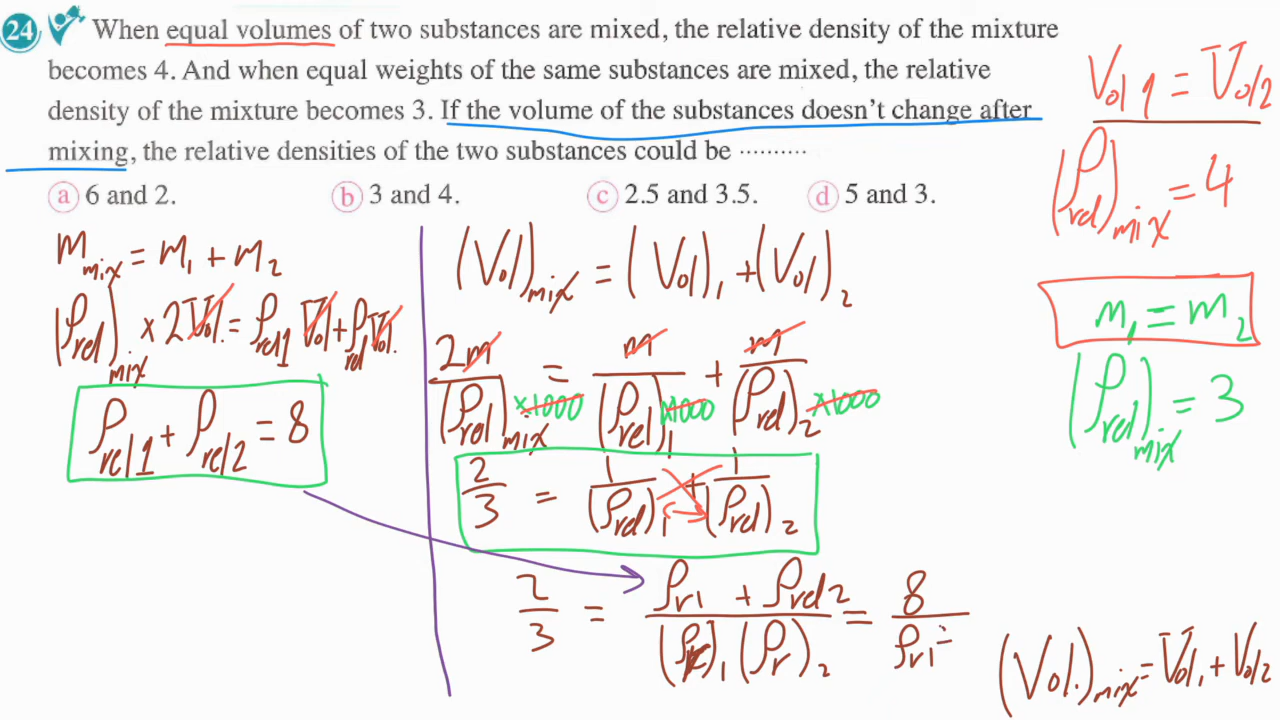 24 When equal volumes of two substances are mixed, the relative density of the mixture
becomes 4. And when equal weights of the same substances are mixed, the relative
density of the mixture becomes 3. If the volume of the substances doesn't change after
mixing, the relative densities of the two substances could be ..........
a 6 and 2. b 3 and 4. c 2.5 and 3.5. d 5 and 3.
Vol1 = Vol2
(ρrel)mix = 4
m1 = m2
(ρrel)mix = 3
mmix = m1 + m2
(ρrel)mix × 2Vol. = ρrel1 Vol + ρrel Vol.
ρrel1 + ρrel2 = 8
(Vol)mix = (Vol)1 + (Vol)2
2m/(ρrel)mix ×1000 = m/(ρrel)1 ×1000 + m/(ρrel)2 ×1000
2/3 = 1/(ρrel)1 + 1/(ρrel)2
2/3 = ρr1 + ρrel2/(ρr)1 (ρr)2 = 8/ρr1
(Vol.)mix = Vol1 + Vol2